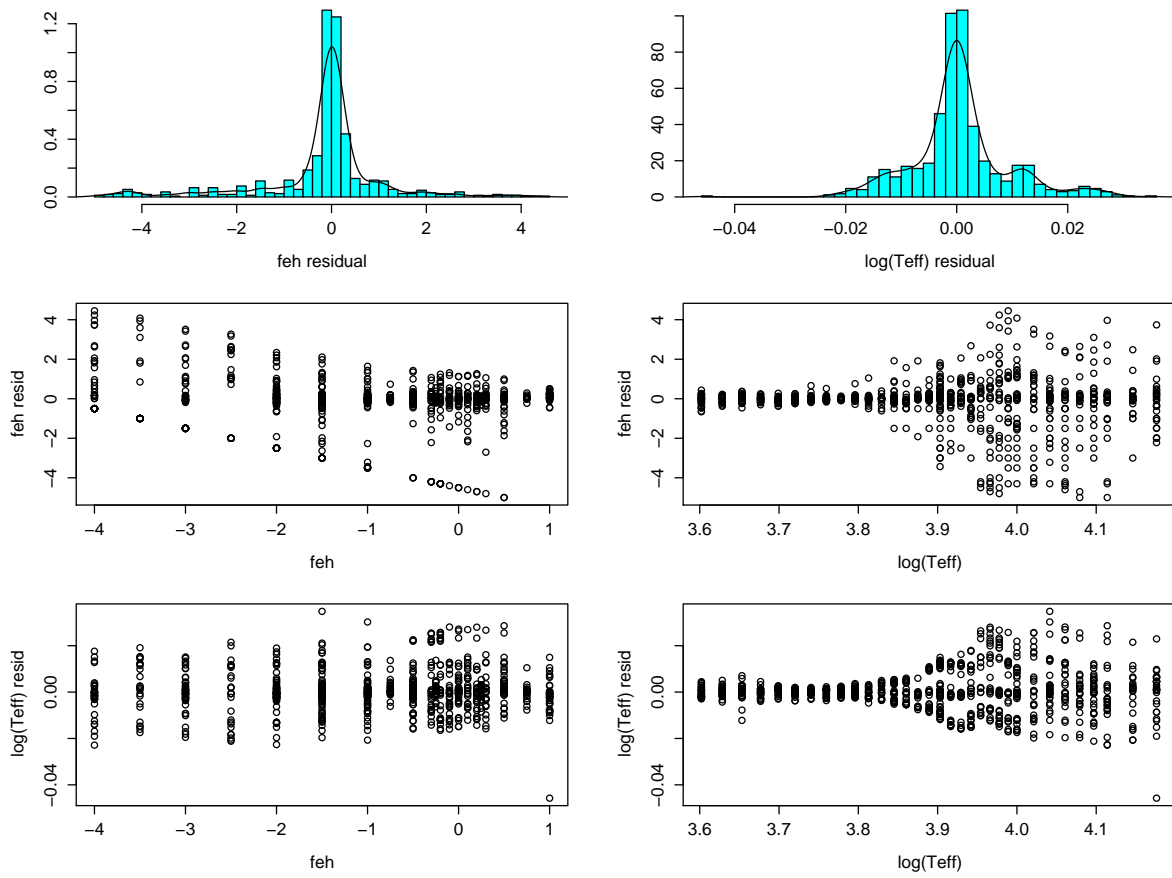 1.2
0.8
0.4
0.0
−4 −2 0 2 4
feh residual
80
60
40
20
0
−0.04 −0.02 0.00 0.02
log(Teff) residual
4
2
0
−2
−4
feh resid
−4 −3 −2 −1 0 1
feh
4
2
0
−2
−4
feh resid
3.6 3.7 3.8 3.9 4.0 4.1
log(Teff)
0.00
−0.04
log(Teff) resid
−4 −3 −2 −1 0 1
feh
0.00
−0.04
log(Teff) resid
3.6 3.7 3.8 3.9 4.0 4.1
log(Teff)